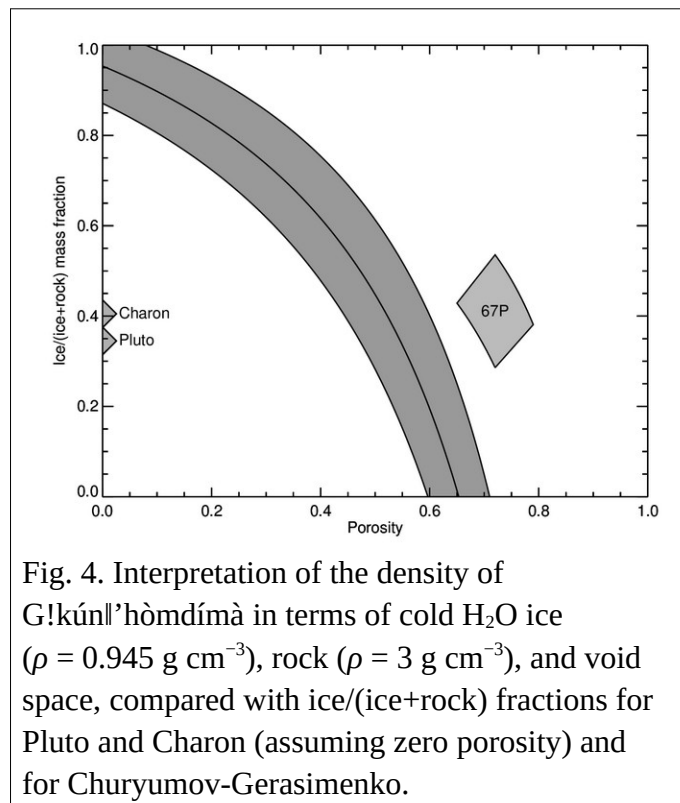 1.0
0.8
0.6
0.4
0.2
0.0
Ice/(ice+rock) mass fraction
Charon
Pluto
67P
0.0 0.2 0.4 0.6 0.8 1.0
Porosity
Fig. 4. Interpretation of the density of
G!kúnǁ’hòmdímà in terms of cold H₂O ice
(ρ = 0.945 g cm⁻³), rock (ρ = 3 g cm⁻³), and void
space, compared with ice/(ice+rock) fractions for
Pluto and Charon (assuming zero porosity) and
for Churyumov-Gerasimenko.